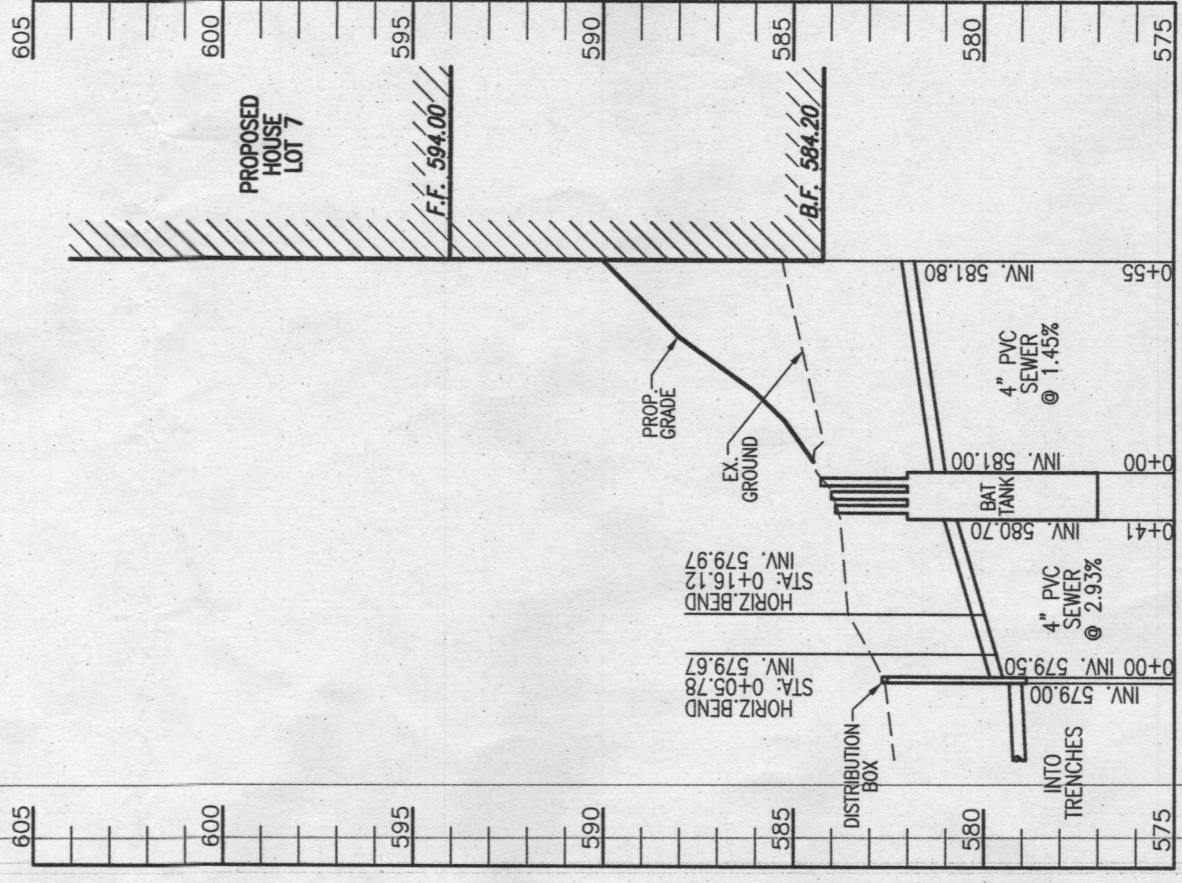 605
600
595
590
585
580
575
PROPOSED
HOUSE
LOT 7
F.F. 594.00
B.F. 584.20
PROP.
GRADE
EX.
GROUND
INV. 581.80
0+55
4" PVC
SEWER
@ 1.45%
INV. 581.00
0+00
BAT
TANK
INV. 580.70
0+41
HORIZ.BEND
STA: 0+16.12
INV. 579.97
4" PVC
SEWER
@ 2.93%
HORIZ.BEND
STA: 0+05.78
INV. 579.67
INV 579.50
0+00
INV. 579.00
DISTRIBUTION
BOX
INTO
TRENCHES
605
600
595
590
585
580
575